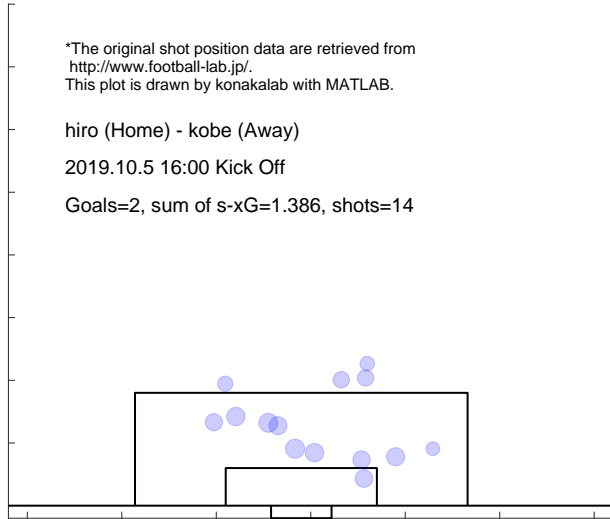 *The original shot position data are retrieved from
http://www.football-lab.jp/.
This plot is drawn by konakalab with MATLAB.
hiro (Home) - kobe (Away)
2019.10.5 16:00 Kick Off
Goals=2, sum of s-xG=1.386, shots=14